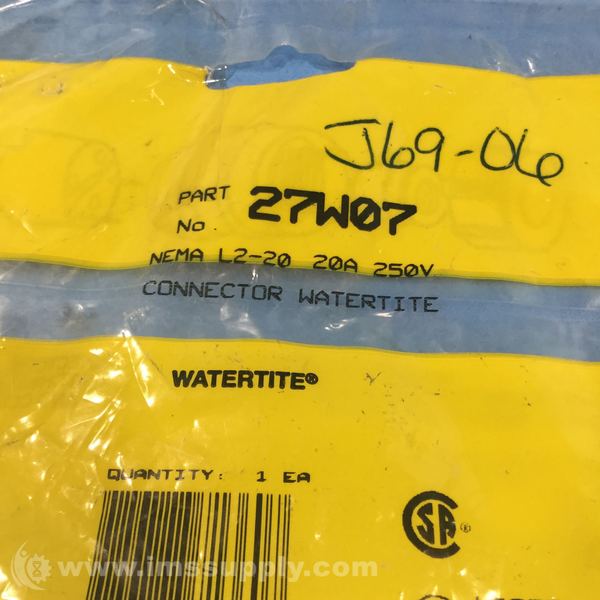 J69-06
PART No. 27W07
NEMA L2-20 20A 250V
CONNECTOR WATERTITE
WATERTITE®
QUANTITY: 1 EA
®
www.imssupply.com